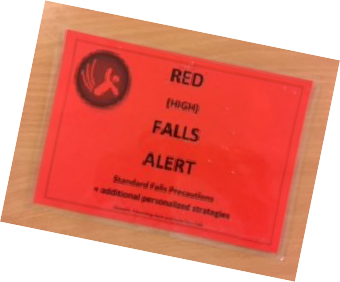 RED
(HIGH)
FALLS
ALERT
Standard Falls Precautions
+ additional personalized strategies